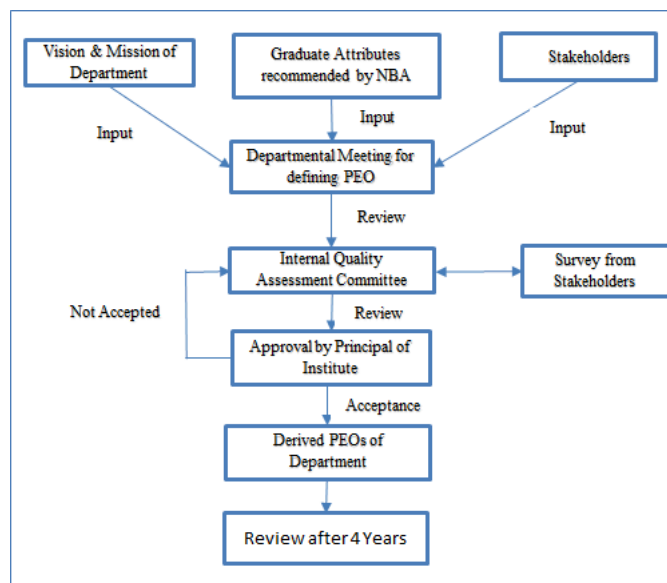 Vision & Mission of
Department
Graduate Attributes
recommended by NBA
Stakeholders
Input
Input
Input
Departmental Meeting for
defining PEO
Review
Internal Quality
Assessment Committee
Survey from
Stakeholders
Not Accepted
Review
Approval by Principal of
Institute
Acceptance
Derived PEOs of
Department
Review after 4 Years